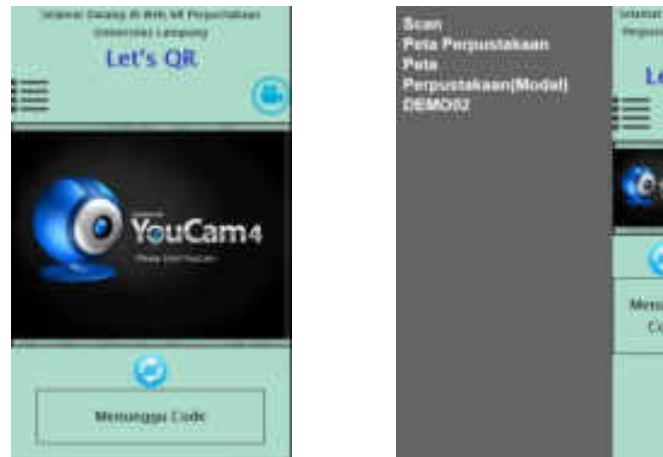 Selamat Datang di Web AR Perpustakaan
Universitas Lampung
Let's QR
YouCam4
Menunggu Code
Scan
Peta Perpustakaan
Peta
Perpustakaan(Modal)
DEMO02
Selamat
Le
Menu